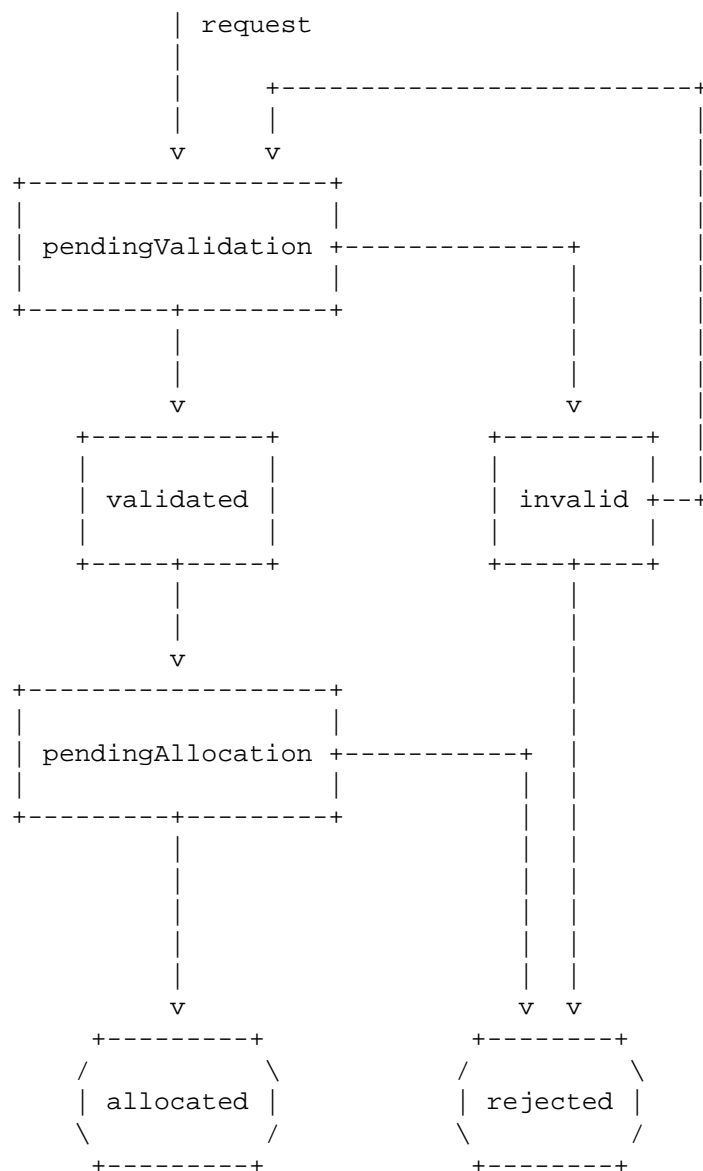 request
pendingValidation
validated
invalid
pendingAllocation
allocated
rejected